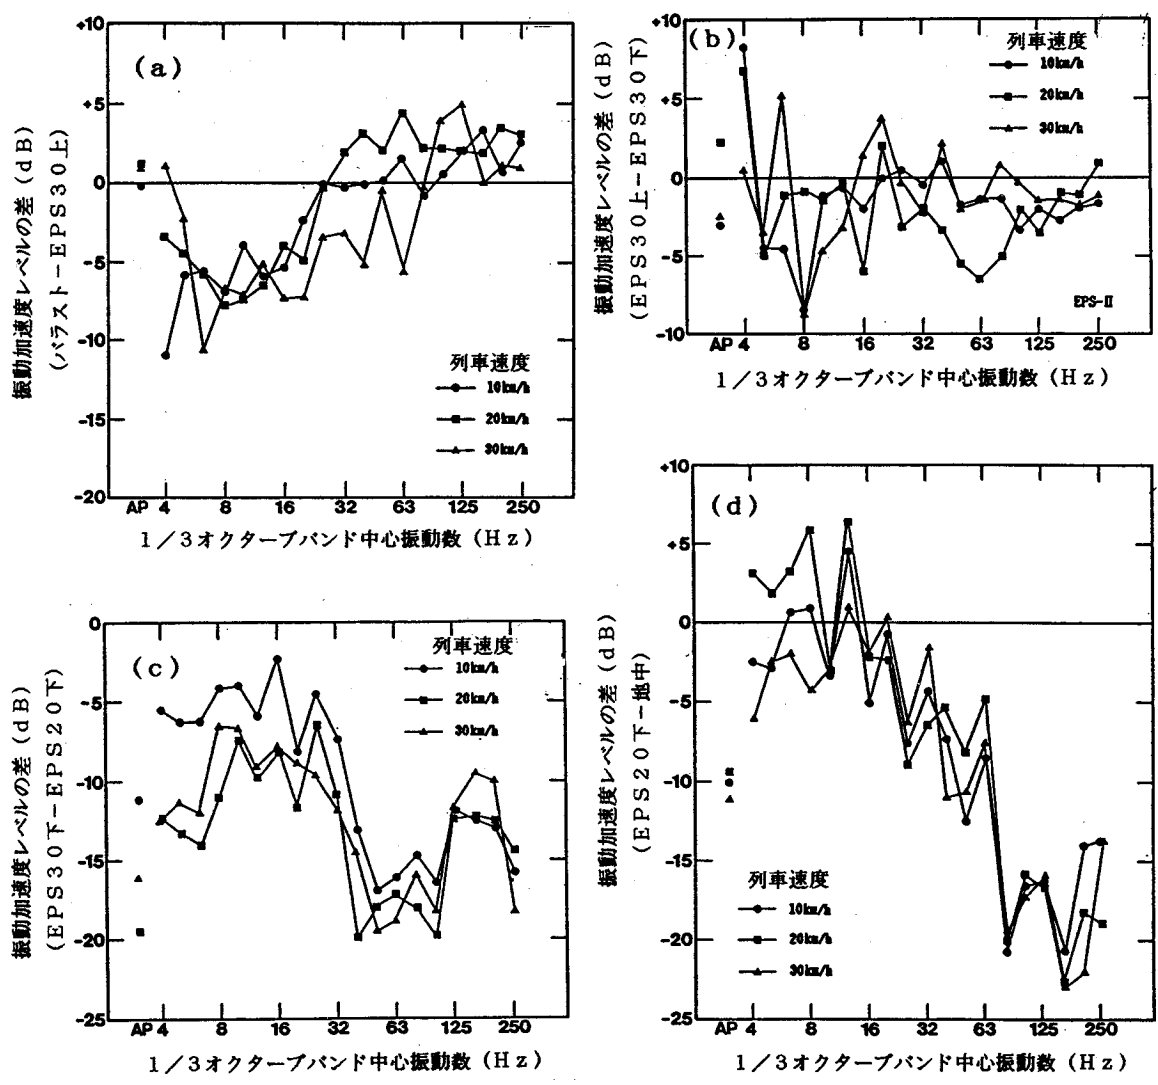 (a)
振動加速度レベルの差(dB)
(バラスト－EPS30上)
+10
+5
0
-5
-10
-15
-20
列車速度
10km/h
20km/h
30km/h
AP 4 8 16 32 63 125 250
1/3オクターブバンド中心振動数(Hz)
(b)
振動加速度レベルの差(dB)
(EPS30上－EPS30下)
+10
+5
0
-5
-10
列車速度
10km/h
20km/h
30km/h
EPS-II
AP 4 8 16 32 63 125 250
1/3オクターブバンド中心振動数(Hz)
(c)
振動加速度レベルの差(dB)
(EPS30下－EPS20下)
0
-5
-10
-15
-20
-25
列車速度
10km/h
20km/h
30km/h
AP 4 8 16 32 63 125 250
1/3オクターブバンド中心振動数(Hz)
(d)
振動加速度レベルの差(dB)
(EPS20下－地中)
+10
+5
0
-5
-10
-15
-20
-25
列車速度
10km/h
20km/h
30km/h
AP 4 8 16 32 63 125 250
1/3オクターブバンド中心振動数(Hz)